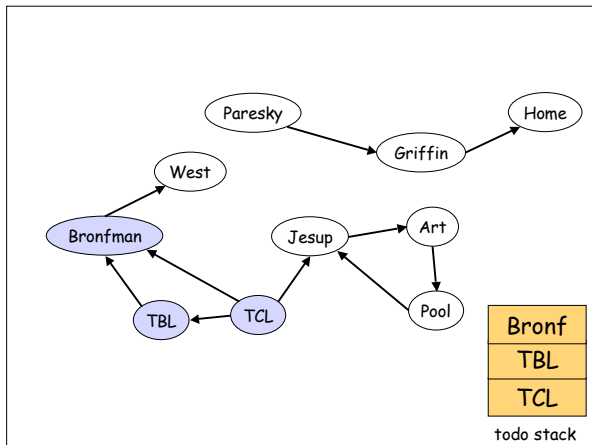 Paresky
Home
Griffin
West
Bronfman
Jesup
Art
TBL
TCL
Pool
Bronf
TBL
TCL
todo stack